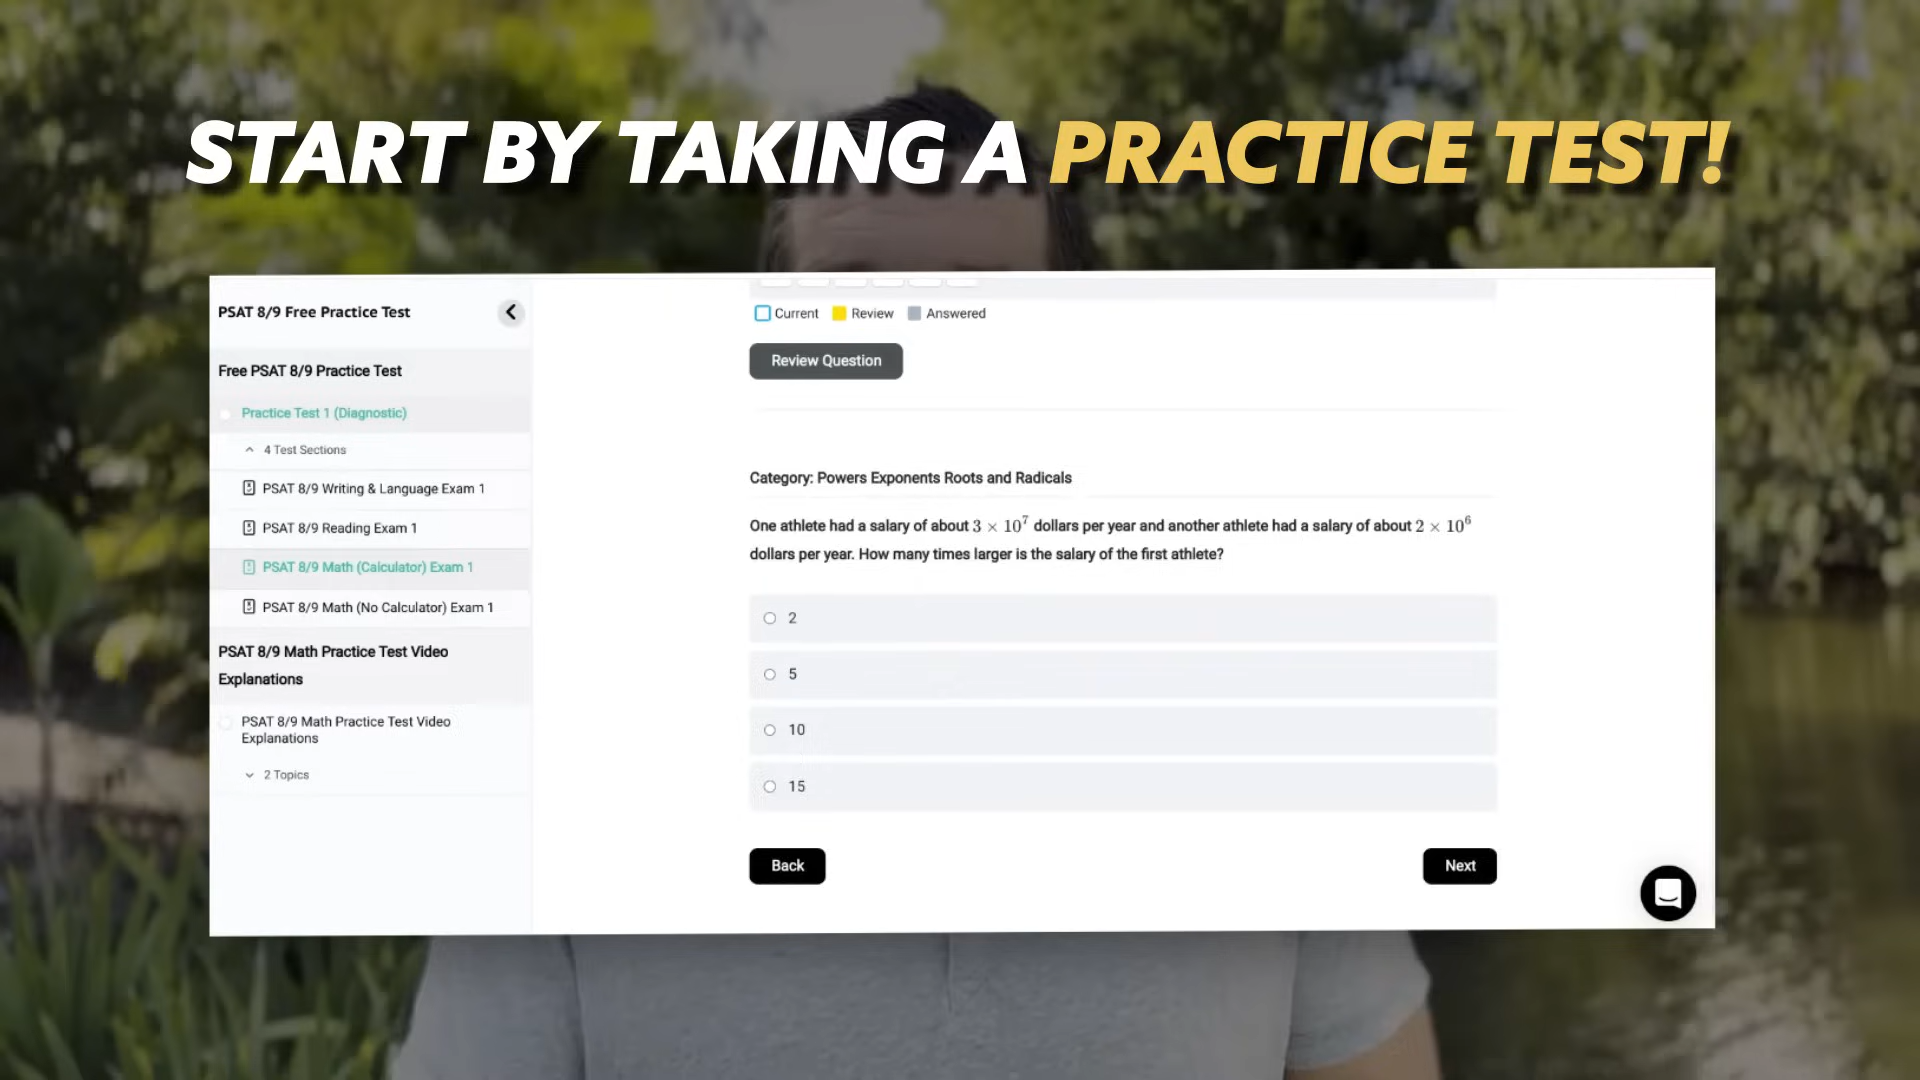 START BY TAKING A PRACTICE TEST!
PSAT 8/9 Free Practice Test
Free PSAT 8/9 Practice Test
Practice Test 1 (Diagnostic)
4 Test Sections
PSAT 8/9 Writing & Language Exam 1
PSAT 8/9 Reading Exam 1
PSAT 8/9 Math (Calculator) Exam 1
PSAT 8/9 Math (No Calculator) Exam 1
PSAT 8/9 Math Practice Test Video
Explanations
PSAT 8/9 Math Practice Test Video
Explanations
2 Topics
Current Review Answered
Review Question
Category: Powers Exponents Roots and Radicals
One athlete had a salary of about 3 × 10⁷ dollars per year and another athlete had a salary of about 2 × 10⁶
dollars per year. How many times larger is the salary of the first athlete?
2
5
10
15
Back Next